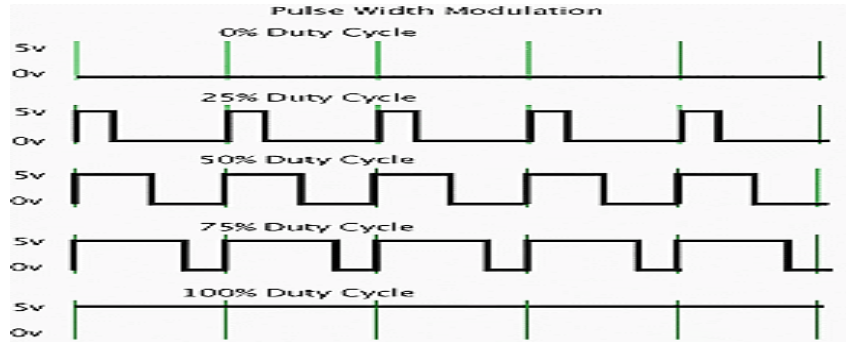 Pulse Width Modulation
0% Duty Cycle
5v
0v
25% Duty Cycle
5v
0v
50% Duty Cycle
5v
0v
75% Duty Cycle
5v
0v
100% Duty Cycle
5v
0v